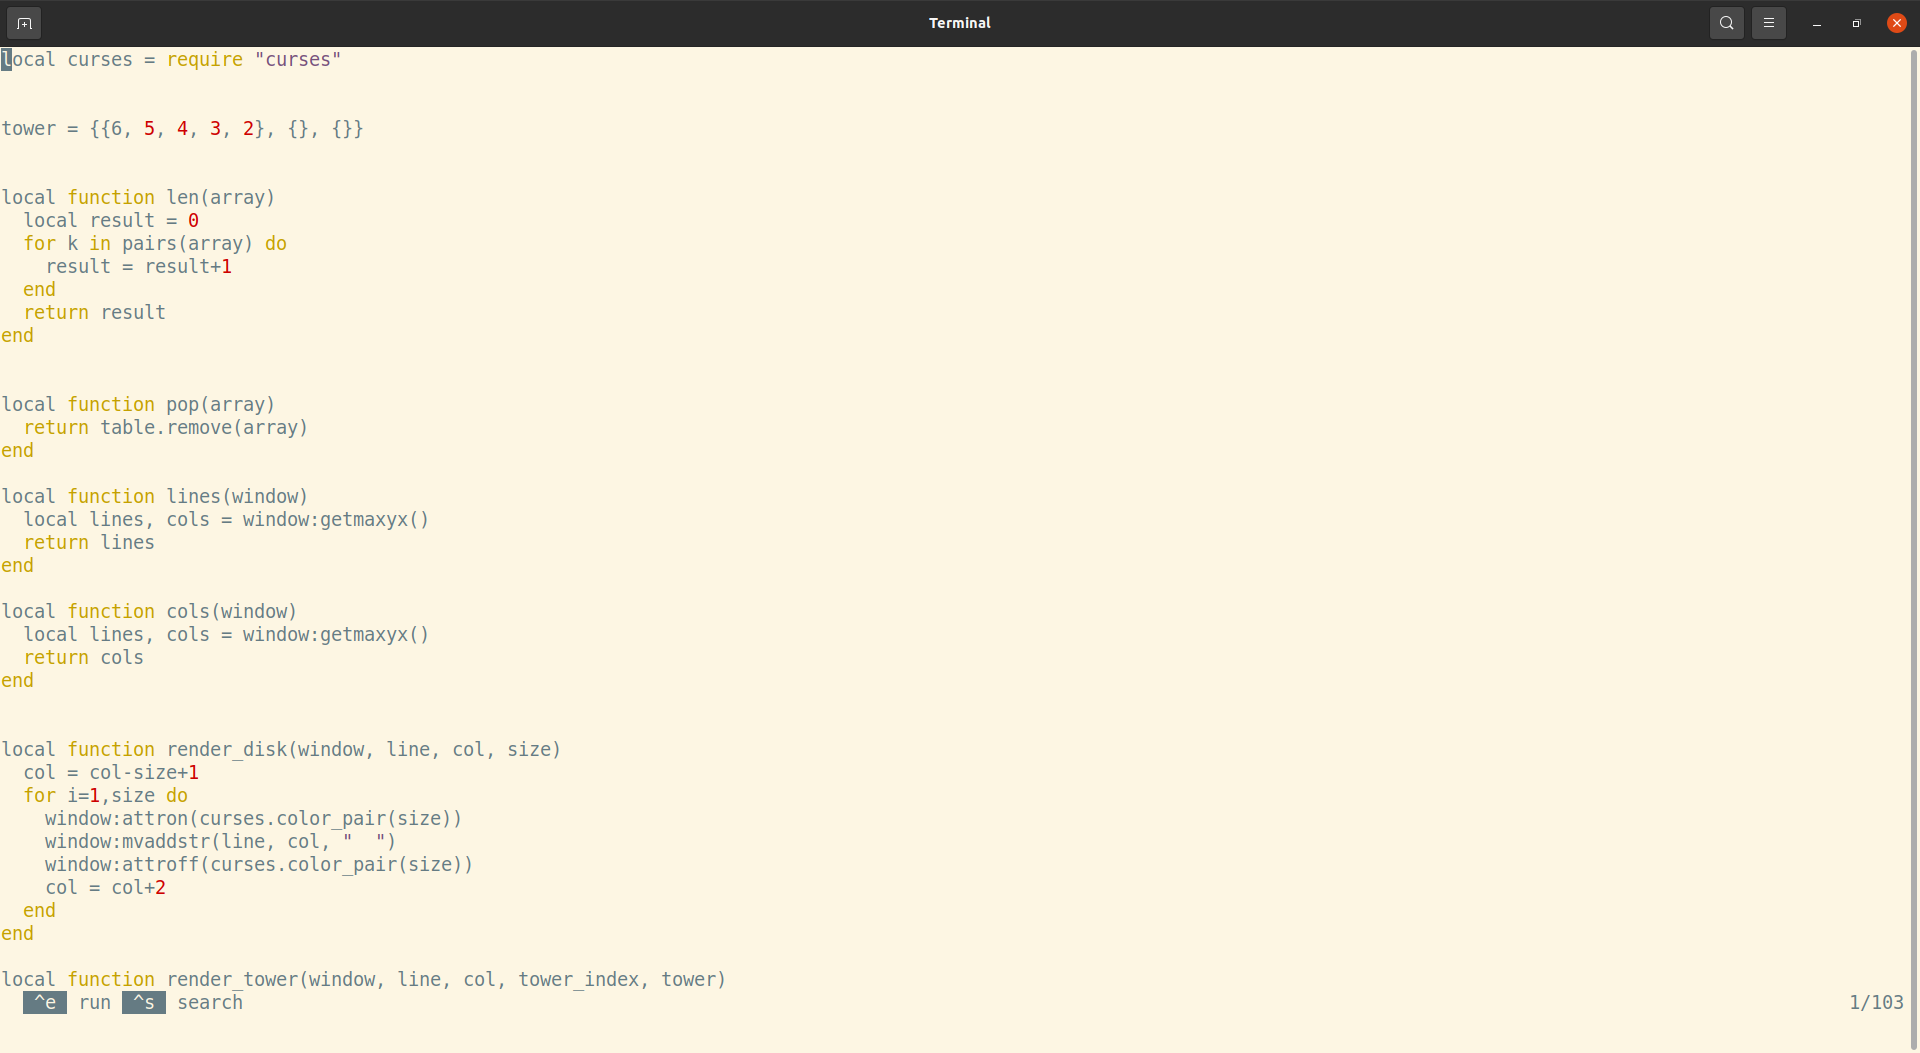 Terminal
local curses = require "curses"
tower = {{6, 5, 4, 3, 2}, {}, {}}
local function len(array)
  local result = 0
  for k in pairs(array) do
    result = result+1
  end
  return result
end
local function pop(array)
  return table.remove(array)
end
local function lines(window)
  local lines, cols = window:getmaxyx()
  return lines
end
local function cols(window)
  local lines, cols = window:getmaxyx()
  return cols
end
local function render_disk(window, line, col, size)
  col = col-size+1
  for i=1,size do
    window:attron(curses.color_pair(size))
    window:mvaddstr(line, col, "  ")
    window:attroff(curses.color_pair(size))
    col = col+2
  end
end
local function render_tower(window, line, col, tower_index, tower)
^e run ^s search 1/103